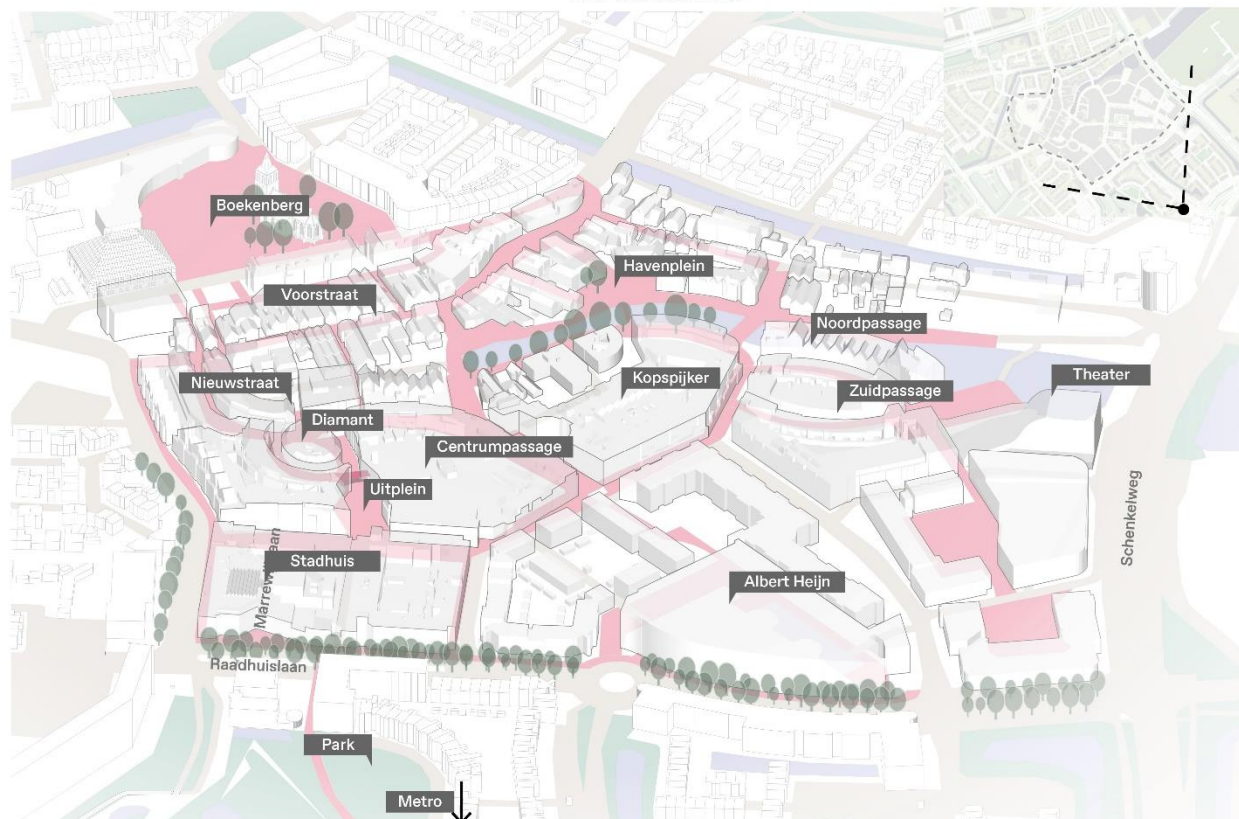 Boekenberg
Havenplein
Voorstraat
Noordpassage
Nieuwstraat
Kopspijker
Zuidpassage
Theater
Diamant
Centrumpassage
Uitplein
Schenkelweg
Stadhuis
Albert Heijn
Raadhuislaan
Park
Metro